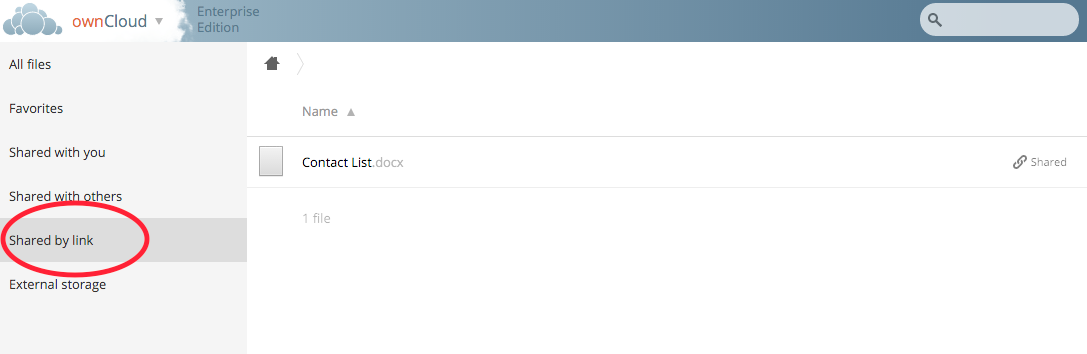 ownCloud
Enterprise
Edition
All files
Favorites
Shared with you
Shared with others
Shared by link
External storage
Name
Contact List.docx
Shared
1 file